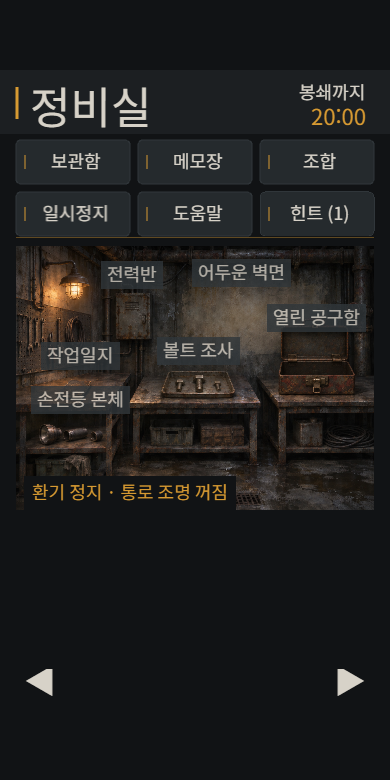 정비실
봉쇄까지
20:00
보관함
메모장
조합
일시정지
도움말
힌트 (1)
전력반
어두운 벽면
열린 공구함
작업일지
볼트 조사
손전등 본체
환기 정지 · 통로 조명 꺼짐